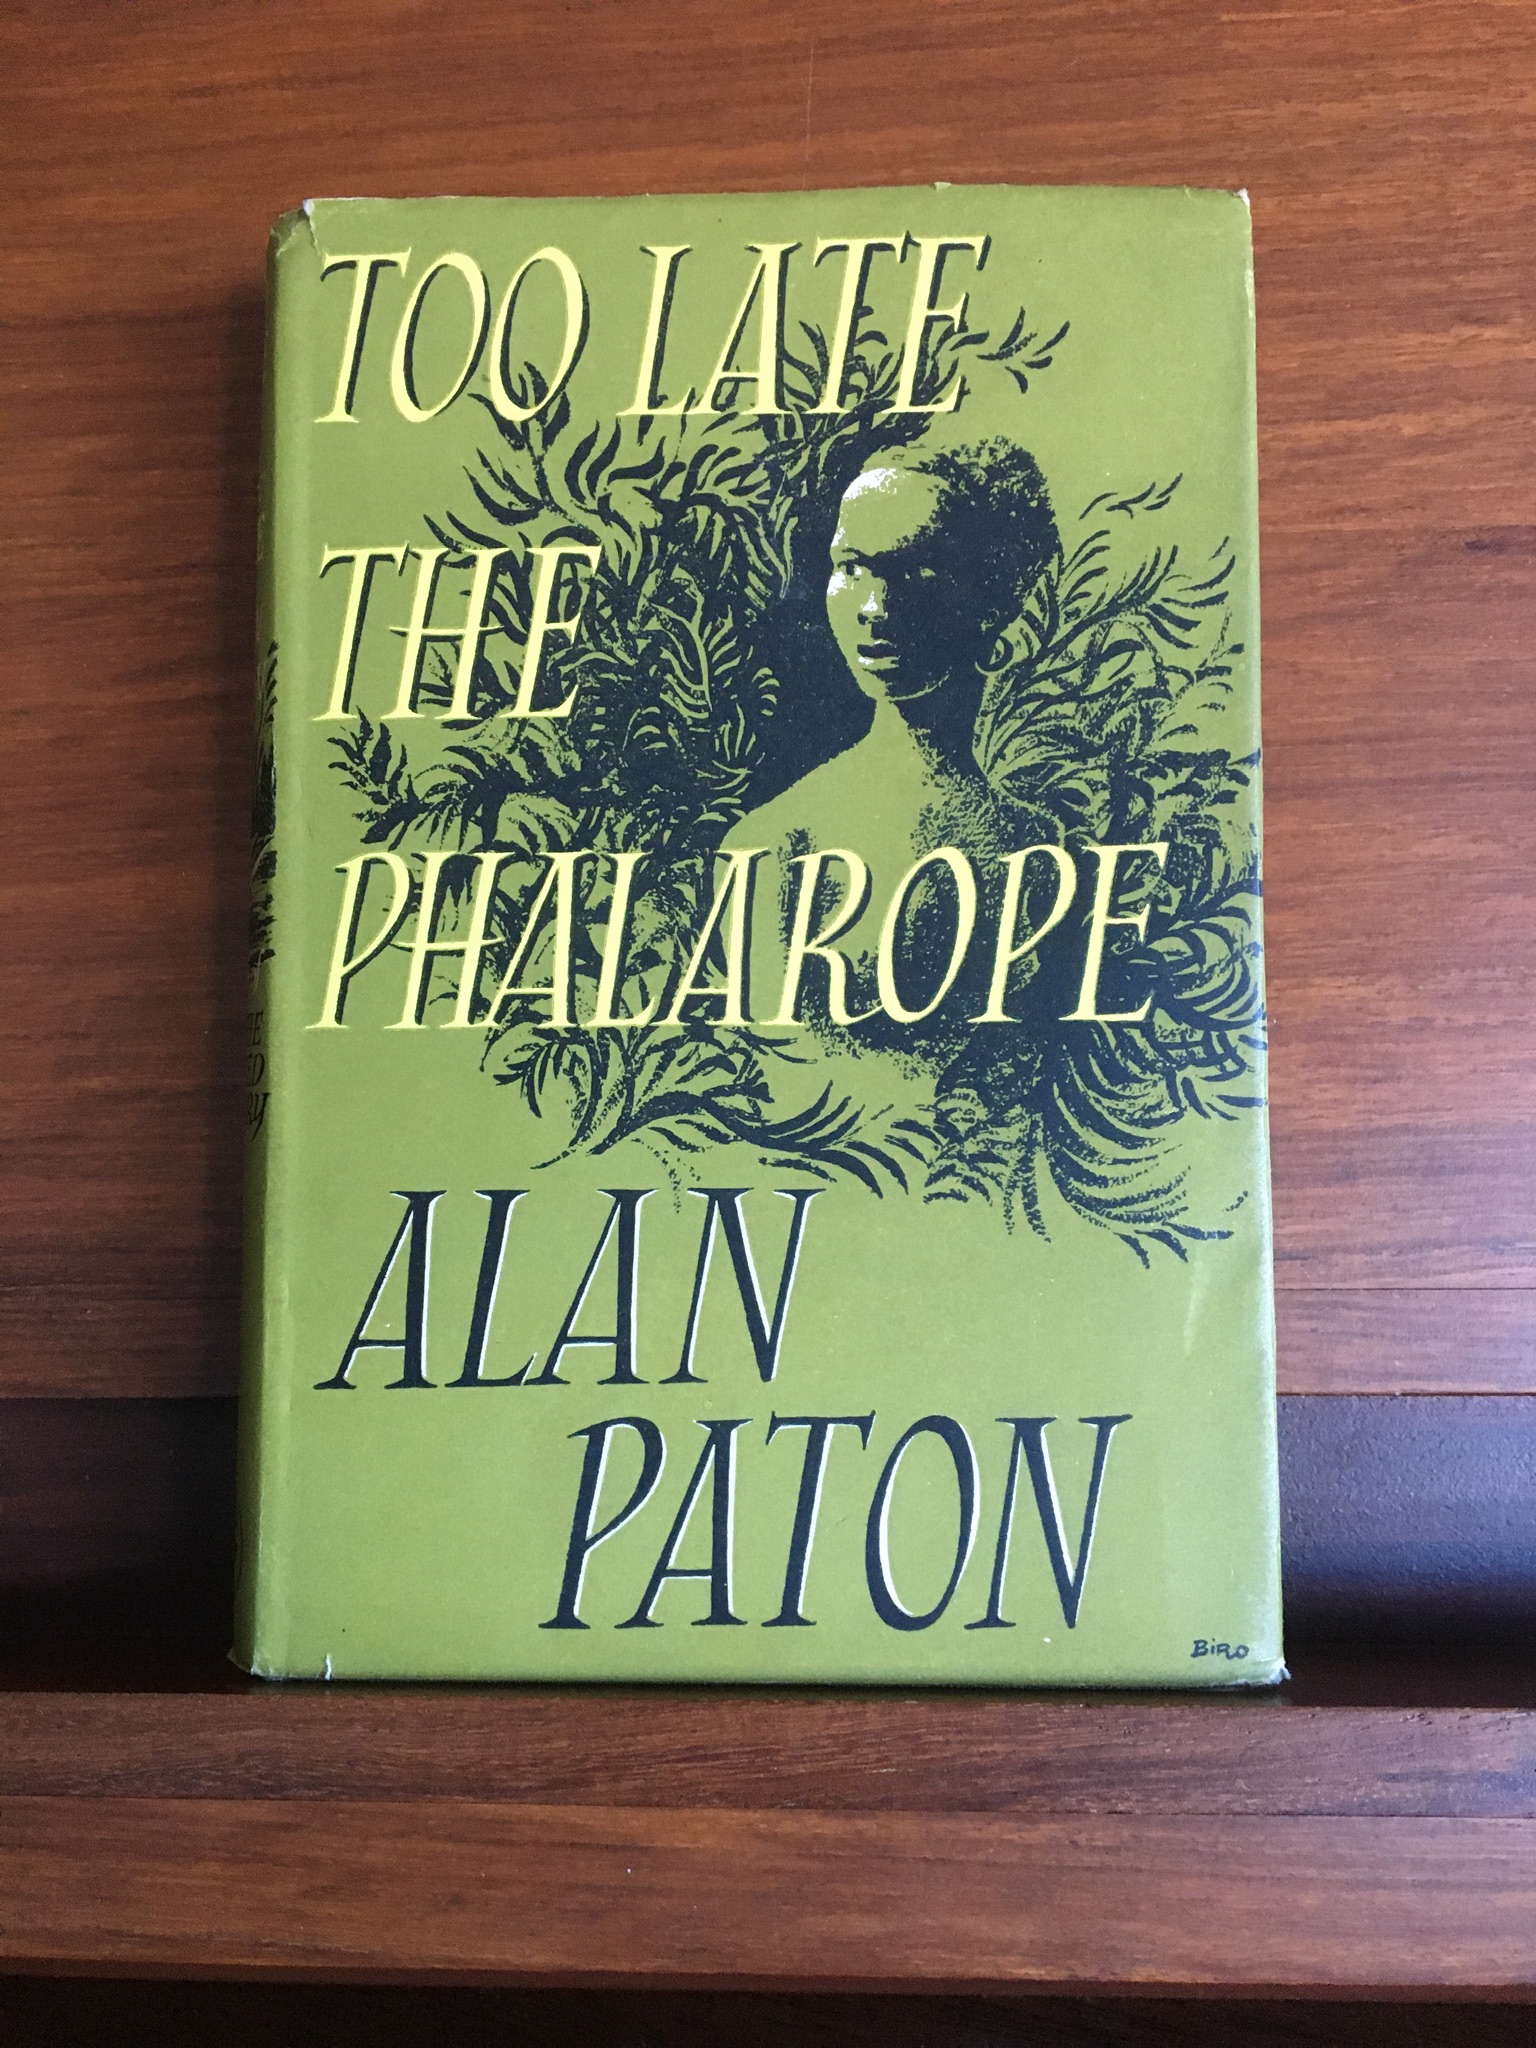 TOO LATE
THE
PHALAROPE
ALAN
PATON
BIRO